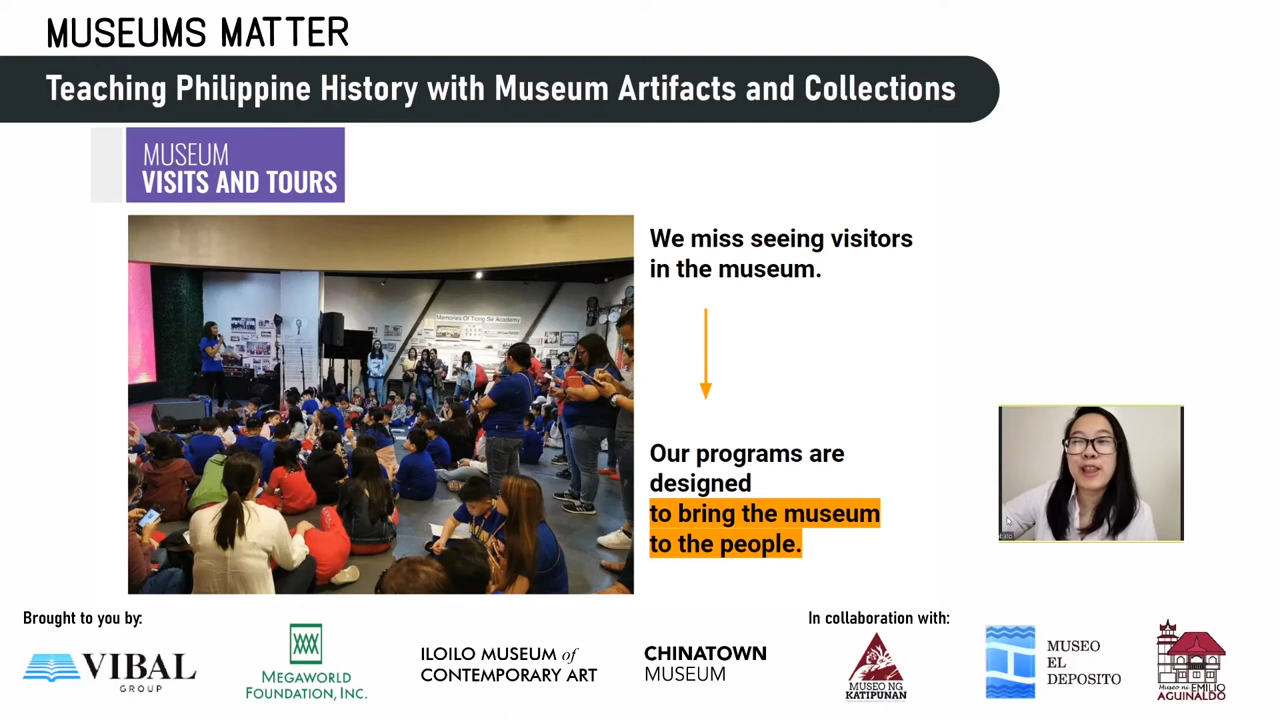 MUSEUMS MATTER
Teaching Philippine History with Museum Artifacts and Collections
MUSEUM
VISITS AND TOURS
Memories Of Tiong Se Academy
We miss seeing visitors
in the museum.
Our programs are
designed
to bring the museum
to the people.
Brought to you by:
VIBAL
GROUP
MEGAWORLD
FOUNDATION, INC.
ILOILO MUSEUM of
CONTEMPORARY ART
CHINATOWN
MUSEUM
In collaboration with:
MUSEO NG
KATIPUNAN
MUSEO
EL
DEPOSITO
Museo ni EMILIO
AGUINALDO